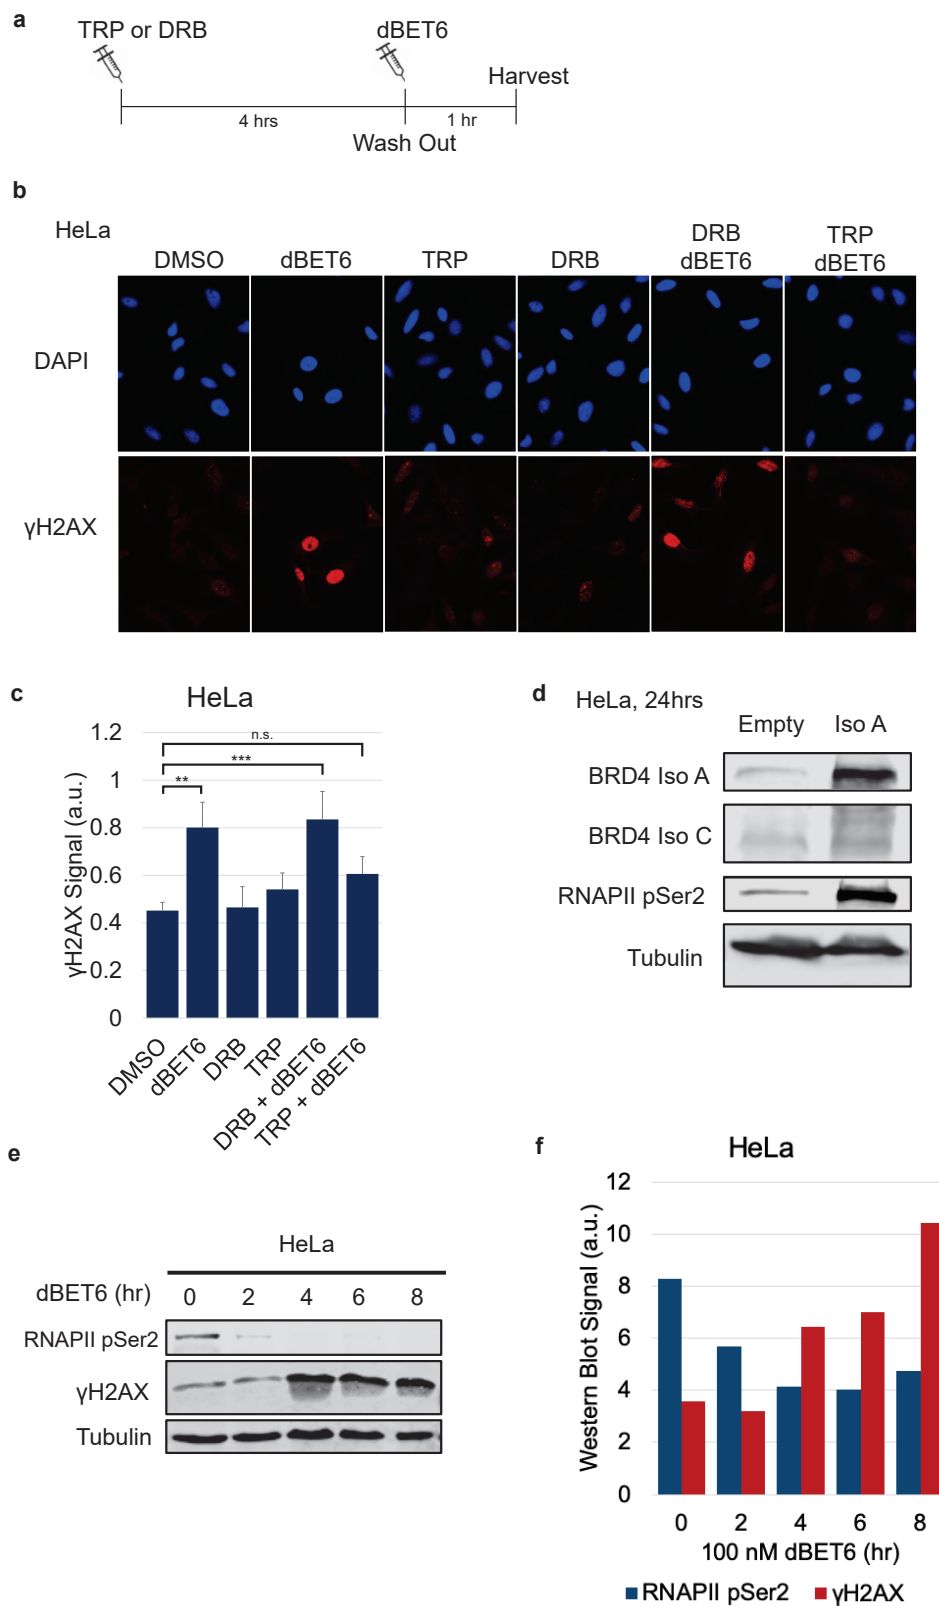 a
TRP or DRB
dBET6
Harvest
4 hrs
1 hr
Wash Out
b
HeLa
DMSO
dBET6
TRP
DRB
DRB
dBET6
TRP
dBET6
DAPI
γH2AX
c
HeLa
γH2AX Signal (a.u.)
1.2
1
0.8
0.6
0.4
0.2
0
n.s.
***
**
DMSO
dBET6
DRB
TRP
DRB + dBET6
TRP + dBET6
d
HeLa, 24hrs
Empty
Iso A
BRD4 Iso A
BRD4 Iso C
RNAPII pSer2
Tubulin
e
HeLa
dBET6 (hr) 0 2 4 6 8
RNAPII pSer2
γH2AX
Tubulin
f
HeLa
Western Blot Signal (a.u.)
12
10
8
6
4
2
0
0 2 4 6 8
100 nM dBET6 (hr)
RNAPII pSer2 γH2AX